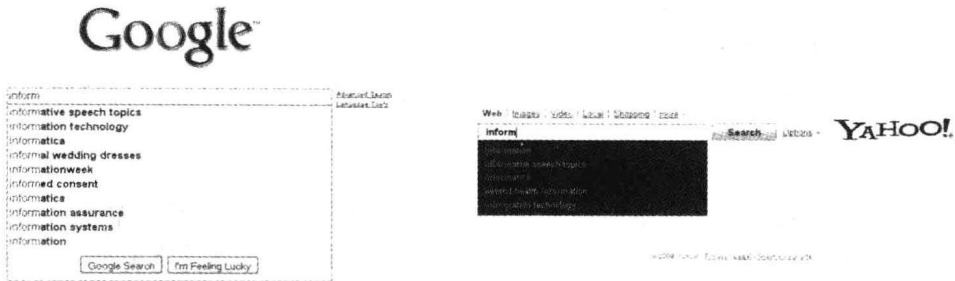 Google™
inform
Advanced Search
Language Tools
informative speech topics
information technology
informatica
informal wedding dresses
informationweek
informed consent
informatics
information assurance
information systems
information
Google Search I'm Feeling Lucky
Web Images Video Local Shopping more
inform Search Options YAHOO!
information
informative speech topics
informatica
information technology